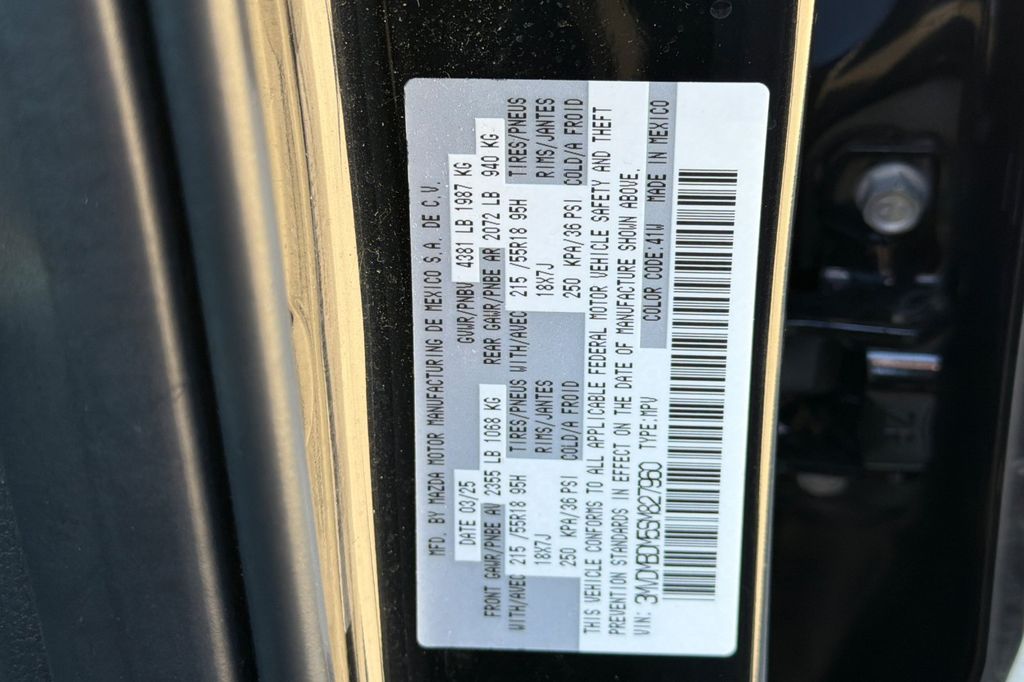 MFD. BY MAZDA MOTOR MANUFACTURING DE MEXICO S.A. DE C.V.
DATE 03/25 GVWR/PNBV 4381 LB 1987 KG
FRONT GAWR/PNBE AV 2355 LB 1068 KG REAR GAWR/PNBE AR 2072 LB 940 KG
WITH/AVEC 215 /55R18 95H TIRES/PNEUS WITH/AVEC 215 /55R18 95H TIRES/PNEUS
18X7J RIMS/JANTES 18X7J RIMS/JANTES
250 KPA/36 PSI COLD/A FROID 250 KPA/36 PSI COLD/A FROID
THIS VEHICLE CONFORMS TO ALL APPLICABLE FEDERAL MOTOR VEHICLE SAFETY AND THEFT
PREVENTION STANDARDS IN EFFECT ON THE DATE OF MANUFACTURE SHOWN ABOVE.
VIN: 3MVDMBDM5SM827960 TYPE:MPV COLOR CODE:41W MADE IN MEXICO